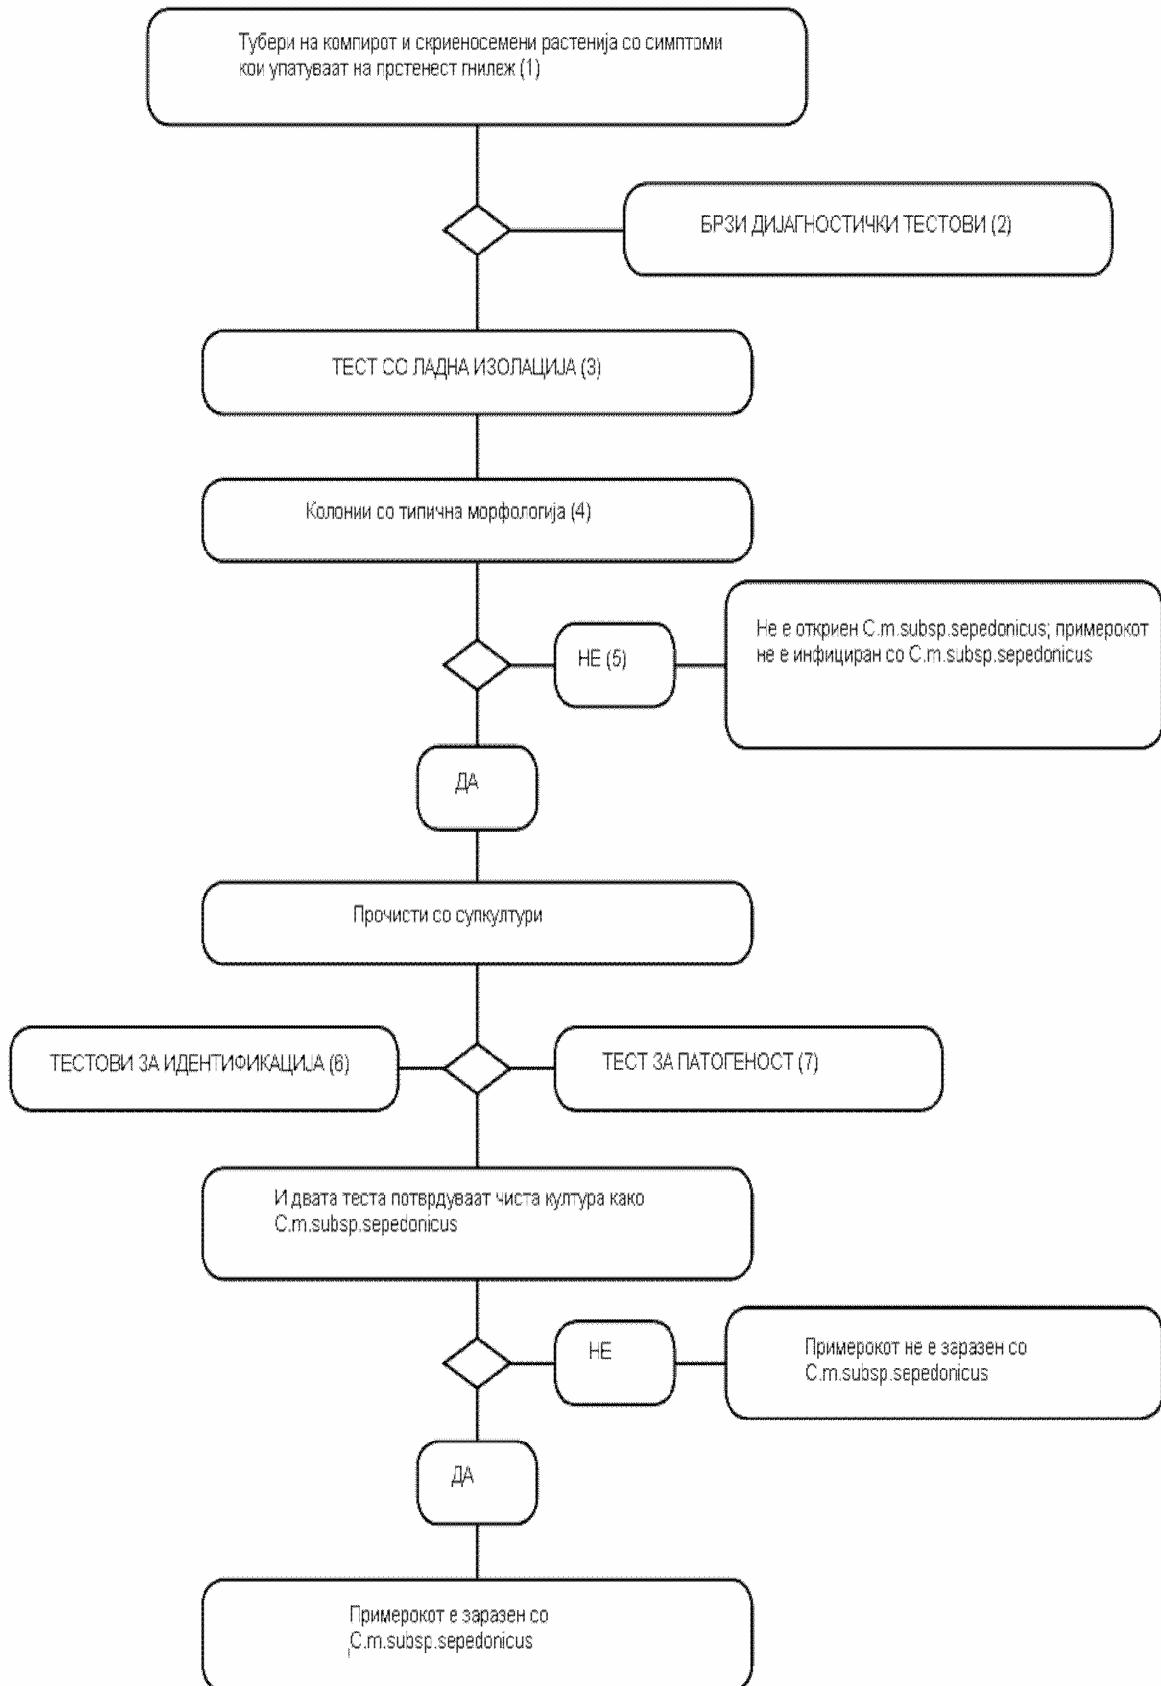 Тубери на компирот и скриеносемени растенија со симптоми
кои упатуваат на прстенест гнилеж (1)
БРЗИ ДИЈАГНОСТИЧКИ ТЕСТОВИ (2)
ТЕСТ СО ЛАДНА ИЗОЛАЦИЈА (3)
Колонии со типична морфологија (4)
НЕ (5)
Не е откриен C.m.subsp.sepedonicus; примерокот
не е инфициран со C.m.subsp.sepedonicus
ДА
Прочисти со супкултури
ТЕСТОВИ ЗА ИДЕНТИФИКАЦИЈА (6)
ТЕСТ ЗА ПАТОГЕНОСТ (7)
И двата теста потврдуваат чиста култура како
C.m.subsp.sepedonicus
НЕ
Примерокот не е заразен со
C.m.subsp.sepedonicus
ДА
Примерокот е заразен со
C.m.subsp.sepedonicus